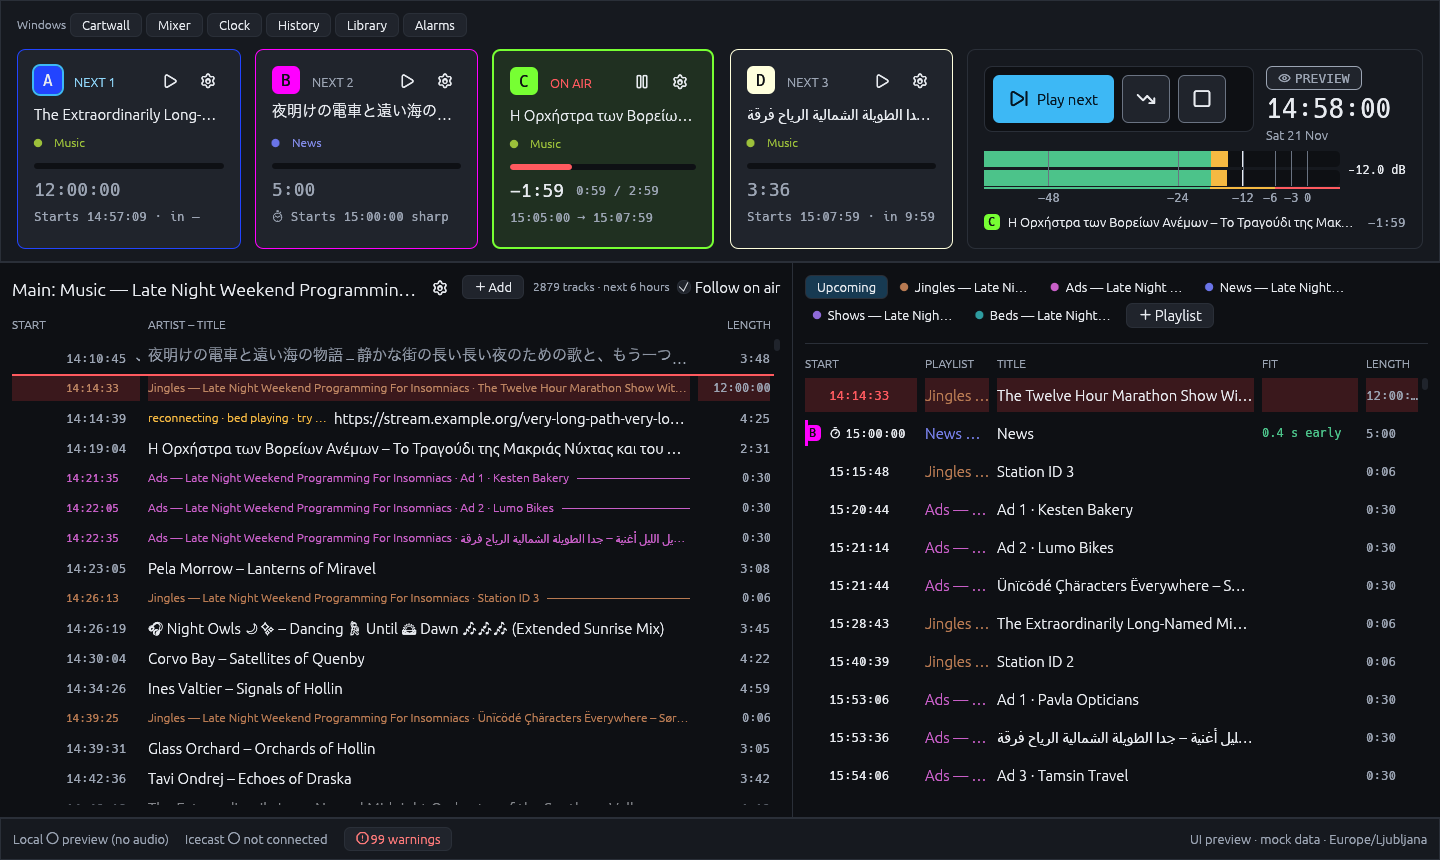 Windows Cartwall Mixer Clock History Library Alarms
A NEXT 1
The Extraordinarily Long-…
Music
12:00:00
Starts 14:57:09 · in —
B NEXT 2
夜明けの電車と遠い海の…
News
5:00
Starts 15:00:00 sharp
C ON AIR
Η Ορχήστρα των Βορείω…
Music
−1:59 0:59 / 2:59
15:05:00 → 15:07:59
D NEXT 3
جدا الطويلة الشمالية الرياح فرقة…
Music
3:36
Starts 15:07:59 · in 9:59
Play next
PREVIEW
14:58:00
Sat 21 Nov
-12.0 dB
−48 −24 −12 −6 −3 0
C Η Ορχήστρα των Βορείων Ανέμων – Το Τραγούδι της Μακ… −1:59
Main: Music — Late Night Weekend Programmin… + Add 2879 tracks · next 6 hours Follow on air
START ARTIST – TITLE LENGTH
14:10:45 夜明けの電車と遠い海の物語 – 静かな街の長い長い夜のための歌と、もう一つ… 3:48
14:14:33 Jingles — Late Night Weekend Programming For Insomniacs · The Twelve Hour Marathon Show Wit… 12:00:00
14:14:39 reconnecting · bed playing · try … https://stream.example.org/very-long-path-very-lo… 4:25
14:19:04 Η Ορχήστρα των Βορείων Ανέμων – Το Τραγούδι της Μακριάς Νύχτας και του … 2:31
14:21:35 Ads — Late Night Weekend Programming For Insomniacs · Ad 1 · Kesten Bakery 0:30
14:22:05 Ads — Late Night Weekend Programming For Insomniacs · Ad 2 · Lumo Bikes 0:30
14:22:35 Ads — Late Night Weekend Programming For Insomniacs · جدا الطويلة الشمالية الرياح فرقة – يل الليل أغنية… 0:30
14:23:05 Pela Morrow – Lanterns of Miravel 3:08
14:26:13 Jingles — Late Night Weekend Programming For Insomniacs · Station ID 3 0:06
14:26:19 🎧 Night Owls 🌙✨ – Dancing 💃 Until 🌅 Dawn 🎶🎶🎶 (Extended Sunrise Mix) 3:45
14:30:04 Corvo Bay – Satellites of Quenby 4:22
14:34:26 Ines Valtier – Signals of Hollin 4:59
14:39:25 Jingles — Late Night Weekend Programming For Insomniacs · Ünïcödé Çhäracters Ëverywhere – Sør… 0:06
14:39:31 Glass Orchard – Orchards of Hollin 3:05
14:42:36 Tavi Ondrej – Echoes of Draska 3:42
Upcoming Jingles — Late Ni… Ads — Late Night … News — Late Night…
Shows — Late Nigh… Beds — Late Night… + Playlist
START PLAYLIST TITLE FIT LENGTH
14:14:33 Jingles … The Twelve Hour Marathon Show Wi… 12:00:…
B 15:00:00 News … News 0.4 s early 5:00
15:15:48 Jingles … Station ID 3 0:06
15:20:44 Ads — … Ad 1 · Kesten Bakery 0:30
15:21:14 Ads — … Ad 2 · Lumo Bikes 0:30
15:21:44 Ads — … Ünïcödé Çhäracters Ëverywhere – S… 0:30
15:28:43 Jingles … The Extraordinarily Long-Named Mi… 0:06
15:40:39 Jingles … Station ID 2 0:06
15:53:06 Ads — … Ad 1 · Pavla Opticians 0:30
15:53:36 Ads — … جدا الطويلة الشمالية الرياح فرقة – لليل أغنية… 0:30
15:54:06 Ads — … Ad 3 · Tamsin Travel 0:30
Local preview (no audio) Icecast not connected 99 warnings UI preview · mock data · Europe/Ljubljana